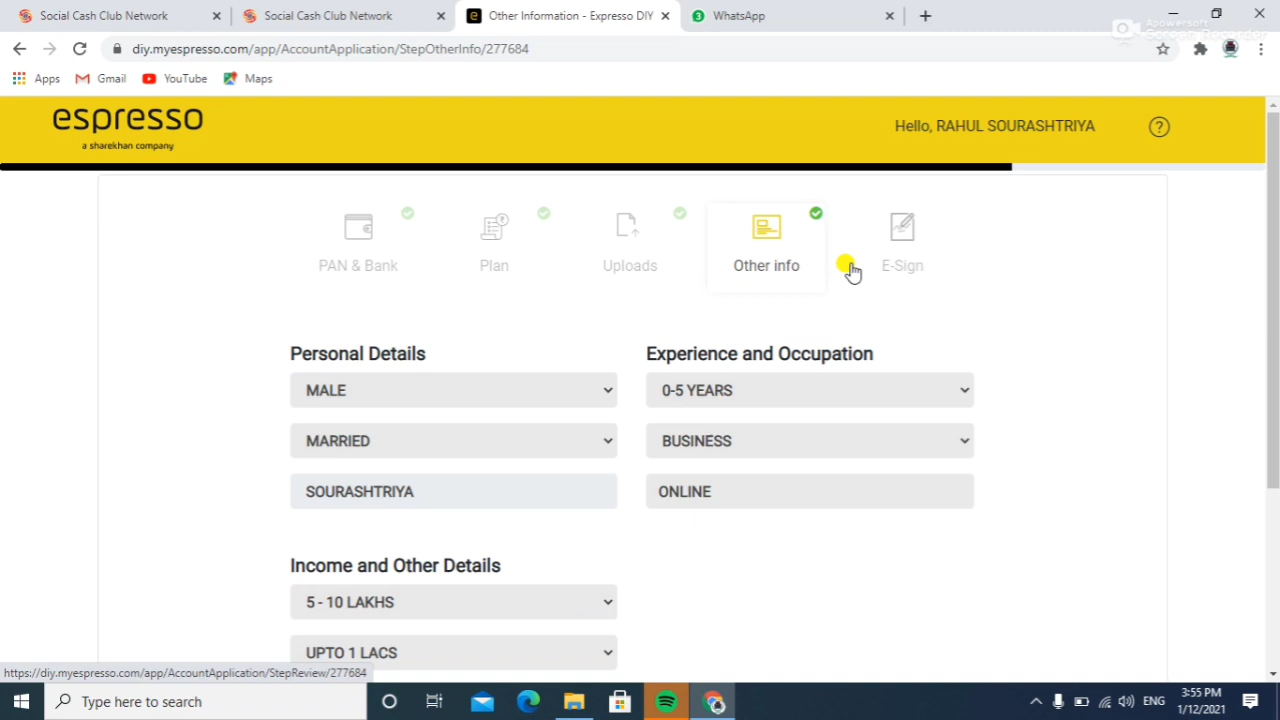 Social Cash Club Network
Social Cash Club Network
Other Information - Expresso DIY
3
WhatsApp
Apowersoft
Screen Recorder
diy.myespresso.com/app/AccountApplication/StepOtherInfo/277684
Apps
Gmail
YouTube
Maps
espresso
a sharekhan company
Hello, RAHUL SOURASHTRIYA
?
PAN & Bank
Plan
Uploads
Other info
E-Sign
Personal Details
Experience and Occupation
MALE
0-5 YEARS
MARRIED
BUSINESS
SOURASHTRIYA
ONLINE
Income and Other Details
5 - 10 LAKHS
UPTO 1 LACS
https://diy.myespresso.com/app/AccountApplication/StepReview/277684
Type here to search
ENG
3:55 PM
1/12/2021